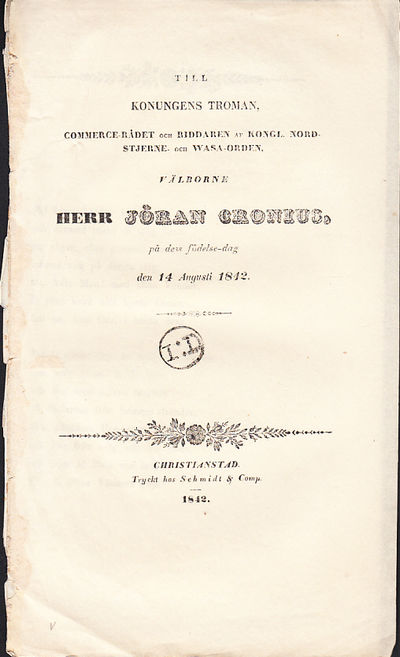 TILL
KONUNGENS TROMAN,
COMMERCE-RÅDET OCH RIDDAREN AF KONGL. NORD-
STJERNE- OCH WASA-ORDEN,
VÄLBORNE
HERR JÖRAN CRONIUS,
på dess födelse-dag
den 14 Augusti 1842.
CHRISTIANSTAD.
Tryckt hos Schmidt & Comp.
1842.